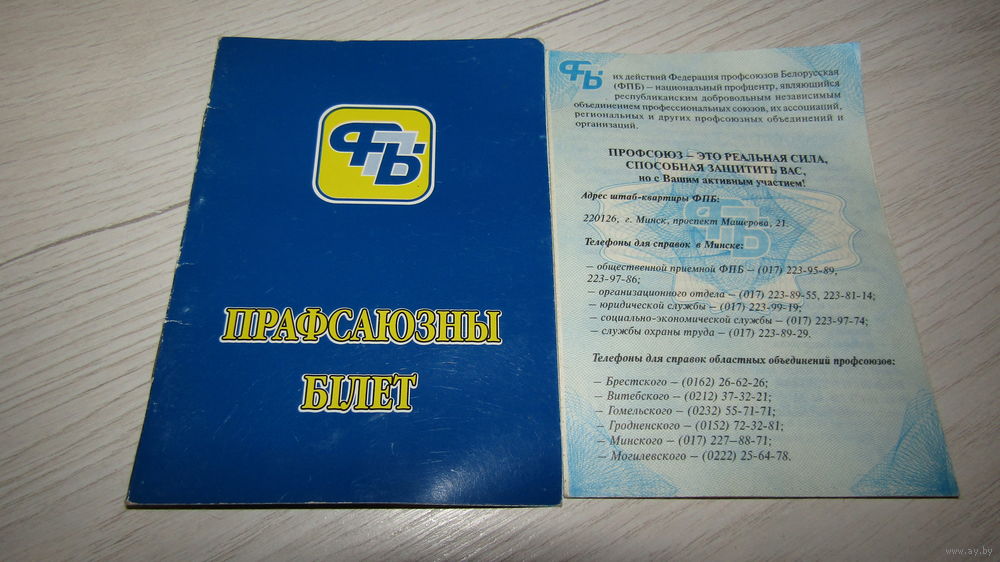 ФПБ
ПРАФСАЮЗНЫ
БІЛЕТ
ФПБ
их действий Федерация профсоюзов Белорусская
(ФПБ) – национальный профцентр, являющийся
республиканским добровольным независимым
объединением профессиональных союзов, их ассоциаций,
региональных и других профсоюзных объединений и
организаций.
ПРОФСОЮЗ – ЭТО РЕАЛЬНАЯ СИЛА,
СПОСОБНАЯ ЗАЩИТИТЬ ВАС,
но с Вашим активным участием!
Адрес штаб-квартиры ФПБ:
220126, г. Минск, проспект Машерова, 21.
Телефоны для справок в Минске:
– общественной приемной ФПБ – (017) 223-95-89,
223-97-86;
– организационного отдела – (017) 223-89-55, 223-81-14;
– юридической службы – (017) 223-99-19;
– социально-экономической службы – (017) 223-97-74;
– службы охраны труда – (017) 223-89-29.
Телефоны для справок областных объединений профсоюзов:
– Брестского – (0162) 26-62-26;
– Витебского – (0212) 37-32-21;
– Гомельского – (0232) 55-71-71;
– Гродненского – (0152) 72-32-81;
– Минского – (017) 227–88-71;
– Могилевского – (0222) 25-64-78.
www.ay.by